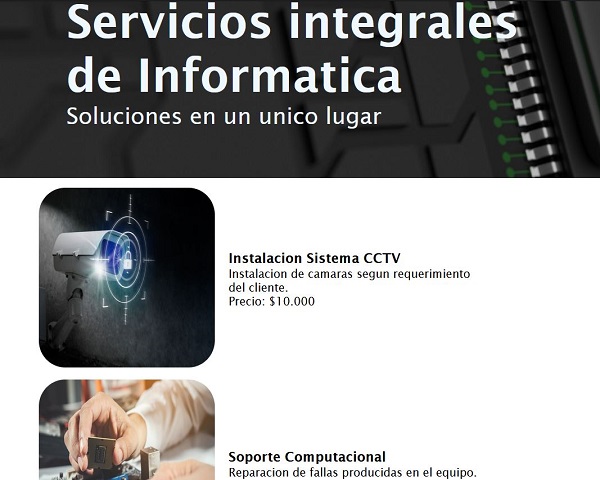 Servicios integrales
de Informatica
Soluciones en un unico lugar
Instalacion Sistema CCTV
Instalacion de camaras segun requerimiento
del cliente.
Precio: $10.000
Soporte Computacional
Reparacion de fallas producidas en el equipo.